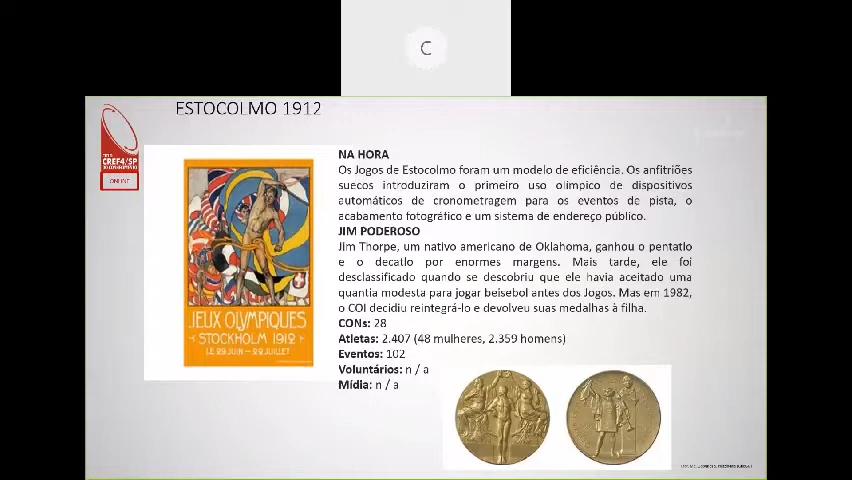 C
ESTOCOLMO 1912
CREF4/SP
DO CONHECIMENTO
ONLINE
NA HORA
Os Jogos de Estocolmo foram um modelo de eficiência. Os anfitriões
suecos introduziram o primeiro uso olímpico de dispositivos
automáticos de cronometragem para os eventos de pista, o
acabamento fotográfico e um sistema de endereço público.
JIM PODEROSO
Jim Thorpe, um nativo americano de Oklahoma, ganhou o pentatlo
e o decatlo por enormes margens. Mais tarde, ele foi
desclassificado quando se descobriu que ele havia aceitado uma
quantia modesta para jogar beisebol antes dos Jogos. Mas em 1982,
o COI decidiu reintegrá-lo e devolveu suas medalhas à filha.
CONs: 28
Atletas: 2.407 (48 mulheres, 2.359 homens)
Eventos: 102
Voluntários: n / a
Mídia: n / a
JEUX OLYMPIQUES
STOCKHOLM 1912
LE 29 JUIN – 22 JUILLET